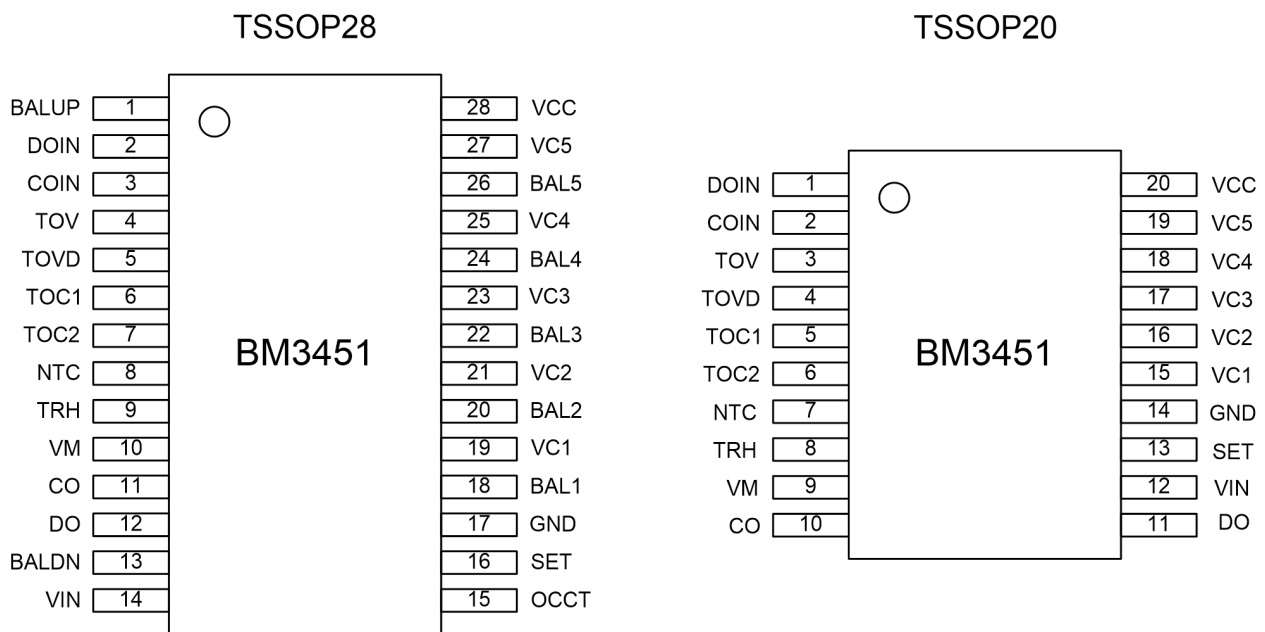 TSSOP28
TSSOP20
BALUP 1 28 VCC
DOIN 2 27 VC5
COIN 3 26 BAL5
TOV 4 25 VC4
TOVD 5 24 BAL4
TOC1 6 23 VC3
TOC2 7 22 BAL3
BM3451
NTC 8 21 VC2
TRH 9 20 BAL2
VM 10 19 VC1
CO 11 18 BAL1
DO 12 17 GND
BALDN 13 16 SET
VIN 14 15 OCCT
DOIN 1 20 VCC
COIN 2 19 VC5
TOV 3 18 VC4
TOVD 4 17 VC3
TOC1 5 16 VC2
BM3451
TOC2 6 15 VC1
NTC 7 14 GND
TRH 8 13 SET
VM 9 12 VIN
CO 10 11 DO